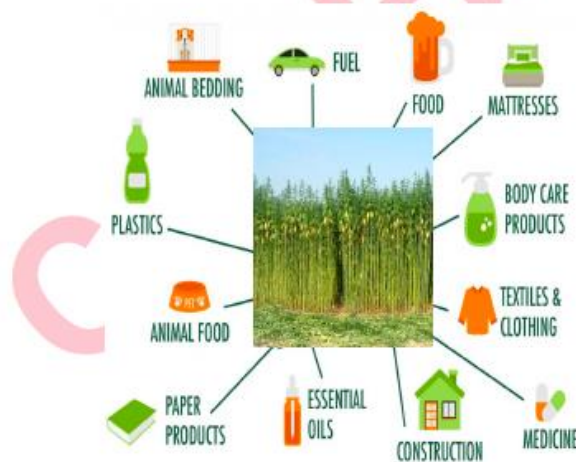 FUEL
ANIMAL BEDDING
FOOD
MATTRESSES
PLASTICS
BODY CARE
PRODUCTS
ANIMAL FOOD
TEXTILES &
CLOTHING
PAPER
PRODUCTS
ESSENTIAL
OILS
CONSTRUCTION
MEDICINE